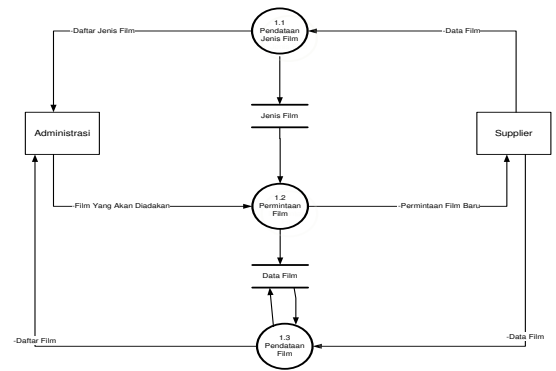 1.1
Pendataan
Jenis Film
-Daftar Jenis Film
-Data Film
Jenis Film
Administrasi
Supplier
1.2
Permintaan
Film
-Film Yang Akan Diadakan
-Permintaan Film Baru
Data Film
1.3
Pendataan
Film
-Daftar Film
-Data Film